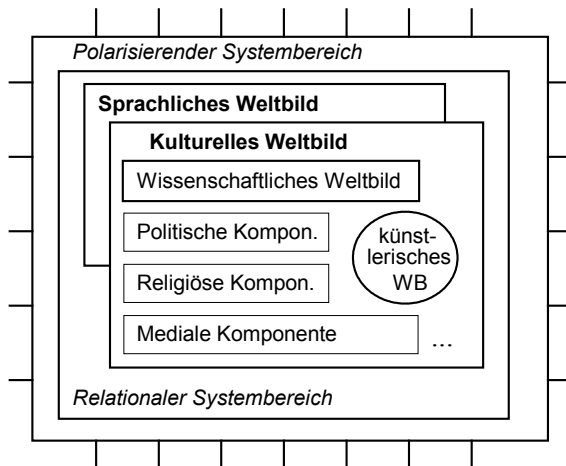 Polarisierender Systembereich
Sprachliches Weltbild
Kulturelles Weltbild
Wissenschaftliches Weltbild
Politische Kompon.
künst-
lerisches
WB
Religiöse Kompon.
Mediale Komponente
...
Relationaler Systembereich